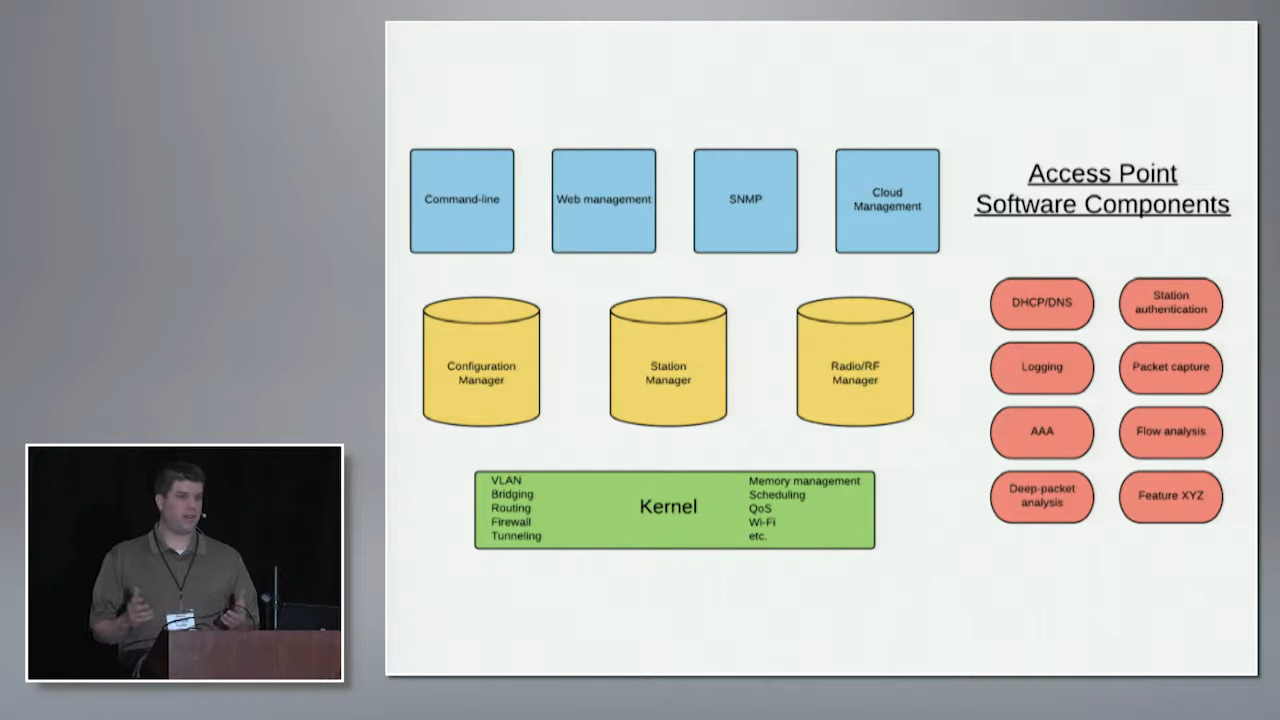 Access Point
Software Components
Command-line
Web management
SNMP
Cloud
Management
Configuration
Manager
Station
Manager
Radio/RF
Manager
VLAN
Bridging
Routing
Firewall
Tunneling
Kernel
Memory management
Scheduling
QoS
Wi-Fi
etc.
DHCP/DNS
Station
authentication
Logging
Packet capture
AAA
Flow analysis
Deep-packet
analysis
Feature XYZ